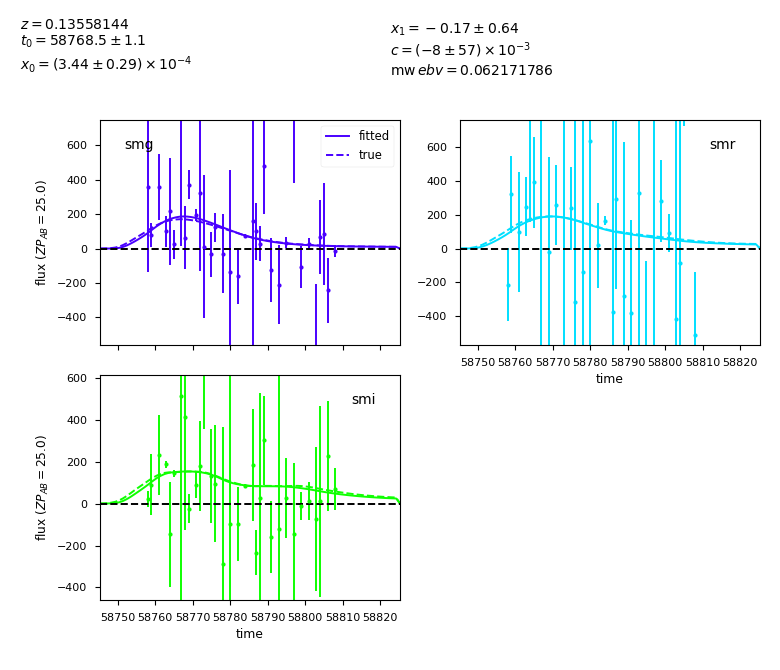 z = 0.13558144
t₀ = 58768.5 ± 1.1
x₀ = (3.44 ± 0.29) × 10⁻⁴
x₁ = −0.17 ± 0.64
c = (−8 ± 57) × 10⁻³
mw ebv = 0.062171786
smg
fitted
true
600
400
200
0
−200
−400
flux (ZP_AB = 25.0)
smr
600
400
200
0
−200
−400
58750 58760 58770 58780 58790 58800 58810 58820
time
smi
600
400
200
0
−200
−400
flux (ZP_AB = 25.0)
58750 58760 58770 58780 58790 58800 58810 58820
time